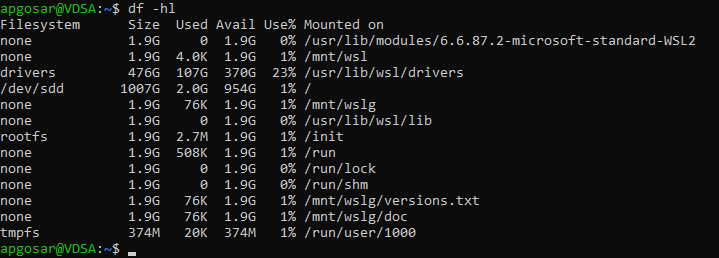 apgosar@VDSA:~$ df -hl
Filesystem      Size  Used Avail Use% Mounted on
none            1.9G     0  1.9G   0% /usr/lib/modules/6.6.87.2-microsoft-standard-WSL2
none            1.9G  4.0K  1.9G   1% /mnt/wsl
drivers         476G  107G  370G  23% /usr/lib/wsl/drivers
/dev/sdd       1007G  2.0G  954G   1% /
none            1.9G   76K  1.9G   1% /mnt/wslg
none            1.9G     0  1.9G   0% /usr/lib/wsl/lib
rootfs          1.9G  2.7M  1.9G   1% /init
none            1.9G  508K  1.9G   1% /run
none            1.9G     0  1.9G   0% /run/lock
none            1.9G     0  1.9G   0% /run/shm
none            1.9G   76K  1.9G   1% /mnt/wslg/versions.txt
none            1.9G   76K  1.9G   1% /mnt/wslg/doc
tmpfs           374M   20K  374M   1% /run/user/1000
apgosar@VDSA:~$